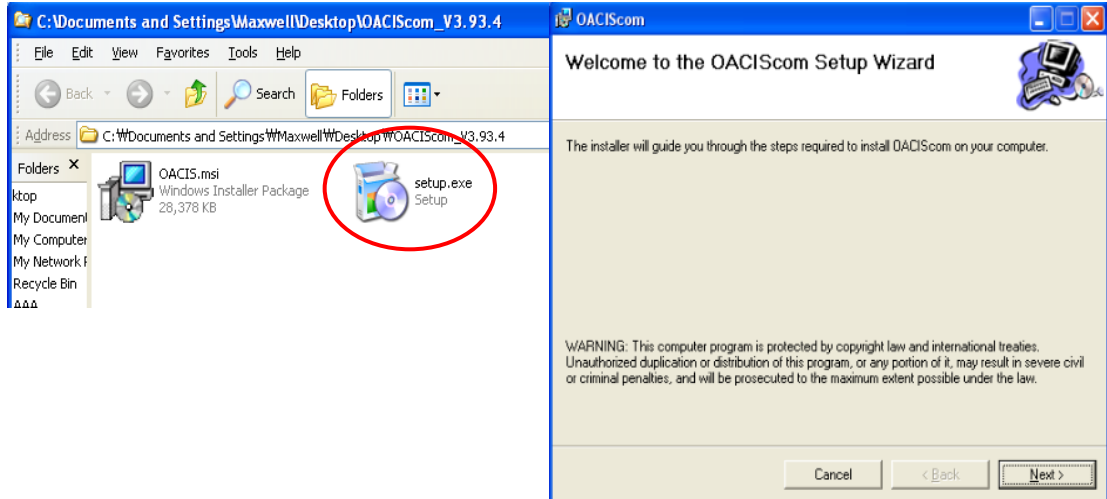 C:\Documents and Settings\Maxwell\Desktop\OACIScom_V3.93.4
File Edit View Favorites Tools Help
Back Search Folders
Address C:₩Documents and Settings₩Maxwell₩Desktop₩OACIScom_V3.93.4
Folders X
ktop
My Document
My Computer
My Network
Recycle Bin
AAA
OACIS.msi
Windows Installer Package
28,378 KB
setup.exe
Setup
OACIScom
Welcome to the OACIScom Setup Wizard
The installer will guide you through the steps required to install OACIScom on your computer.
WARNING: This computer program is protected by copyright law and international treaties.
Unauthorized duplication or distribution of this program, or any portion of it, may result in severe civil
or criminal penalties, and will be prosecuted to the maximum extent possible under the law.
Cancel < Back Next >